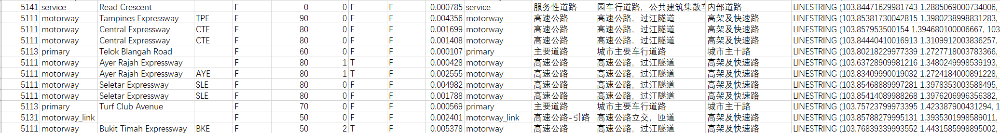 5141 service Read Crescent F 0 0 F F 0.000785 service 服务性道路 园车行道路，公共建筑集散车 内部道路 LINESTRING (103.84471629981743 1.2885069000734006,
5111 motorway Tampines Expressway TPE F 90 0 F F 0.004356 motorway 高速公路 高速公路，过江隧道 高架及快速路 LINESTRING (103.85381730042815 1.3980238998831283,
5111 motorway Central Expressway CTE F 80 0 F F 0.001699 motorway 高速公路 高速公路，过江隧道 高架及快速路 LINESTRING (103.857953500154 1.394680100006667, 103
5111 motorway Central Expressway CTE F 80 0 F F 0.001408 motorway 高速公路 高速公路，过江隧道 高架及快速路 LINESTRING (103.84440410016913 1.3109912003836257,
5113 primary Telok Blangah Road F 60 0 F F 0.000107 primary 主要道路 城市主要车行道路 城市主干路 LINESTRING (103.80218229977339 1.2727718003783366,
5111 motorway Ayer Rajah Expressway F 80 1 T F 0.000428 motorway 高速公路 高速公路，过江隧道 高架及快速路 LINESTRING (103.63728909981216 1.3480249998539193,
5111 motorway Ayer Rajah Expressway AYE F 80 1 T F 0.002555 motorway 高速公路 高速公路，过江隧道 高架及快速路 LINESTRING (103.83409990019032 1.2724184000891228,
5111 motorway Seletar Expressway SLE F 80 0 F F 0.004982 motorway 高速公路 高速公路，过江隧道 高架及快速路 LINESTRING (103.85468889997281 1.3978353003588495,
5111 motorway Seletar Expressway SLE F 80 0 F F 0.001788 motorway 高速公路 高速公路，过江隧道 高架及快速路 LINESTRING (103.85414089988268 1.3976206996356382,
5113 primary Turf Club Avenue F 70 0 F F 0.000569 primary 主要道路 城市主要车行道路 城市主干路 LINESTRING (103.75723799973395 1.423387900431294, 1
5131 motorway_link F 50 0 F F 0.002401 motorway_link 高速公路-引路 高速公路立交，匝道 高架及快速路 LINESTRING (103.85788279995131 1.3935301998589011,
5111 motorway Bukit Timah Expressway BKE F 50 2 T F 0.005378 motorway 高速公路 高速公路，过江隧道 高架及快速路 LINESTRING (103.76839339993552 1.4431585998895002,